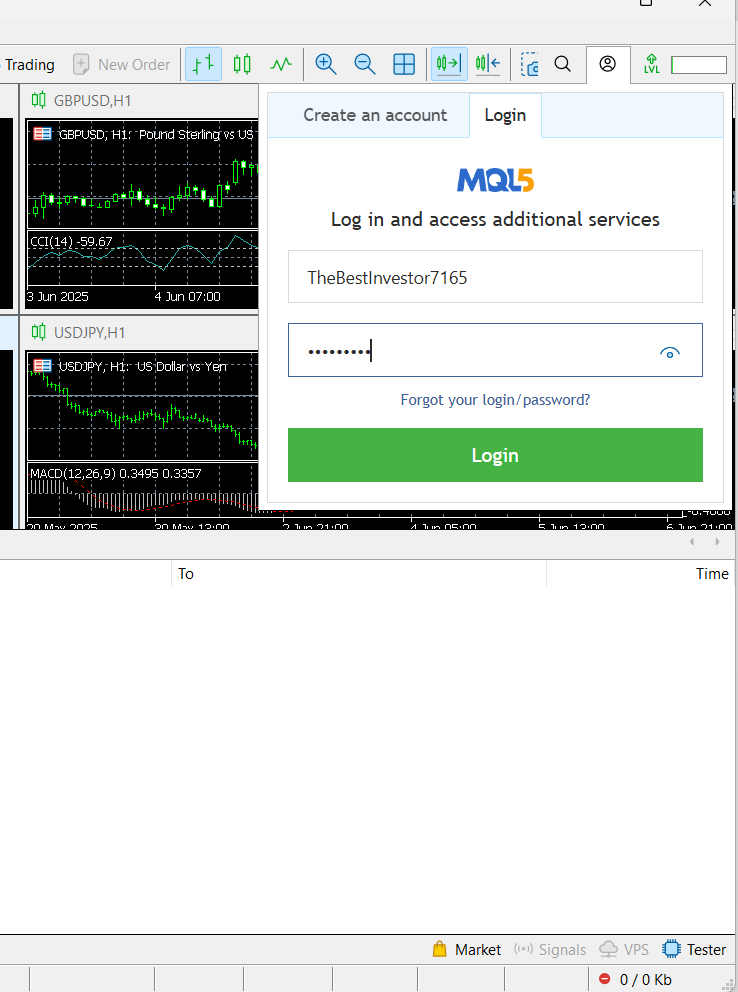 Trading New Order LVL
GBPUSD,H1
Create an account Login
GBPUSD, H1: Pound Sterling vs US
MQL5
Log in and access additional services
CCI(14) -59.67
TheBestInvestor7165
3 Jun 2025 4 Jun 07:00
USDJPY,H1
USDJPY, H1: US Dollar vs Yen
•••••••••
Forgot your login/password?
Login
MACD(12,26,9) 0.3495 0.3357
-0.4000
20 May 2025 30 May 13:00 2 Jun 21:00 4 Jun 05:00 5 Jun 13:00 6 Jun 21:00
To Time
Market Signals VPS Tester
0 / 0 Kb